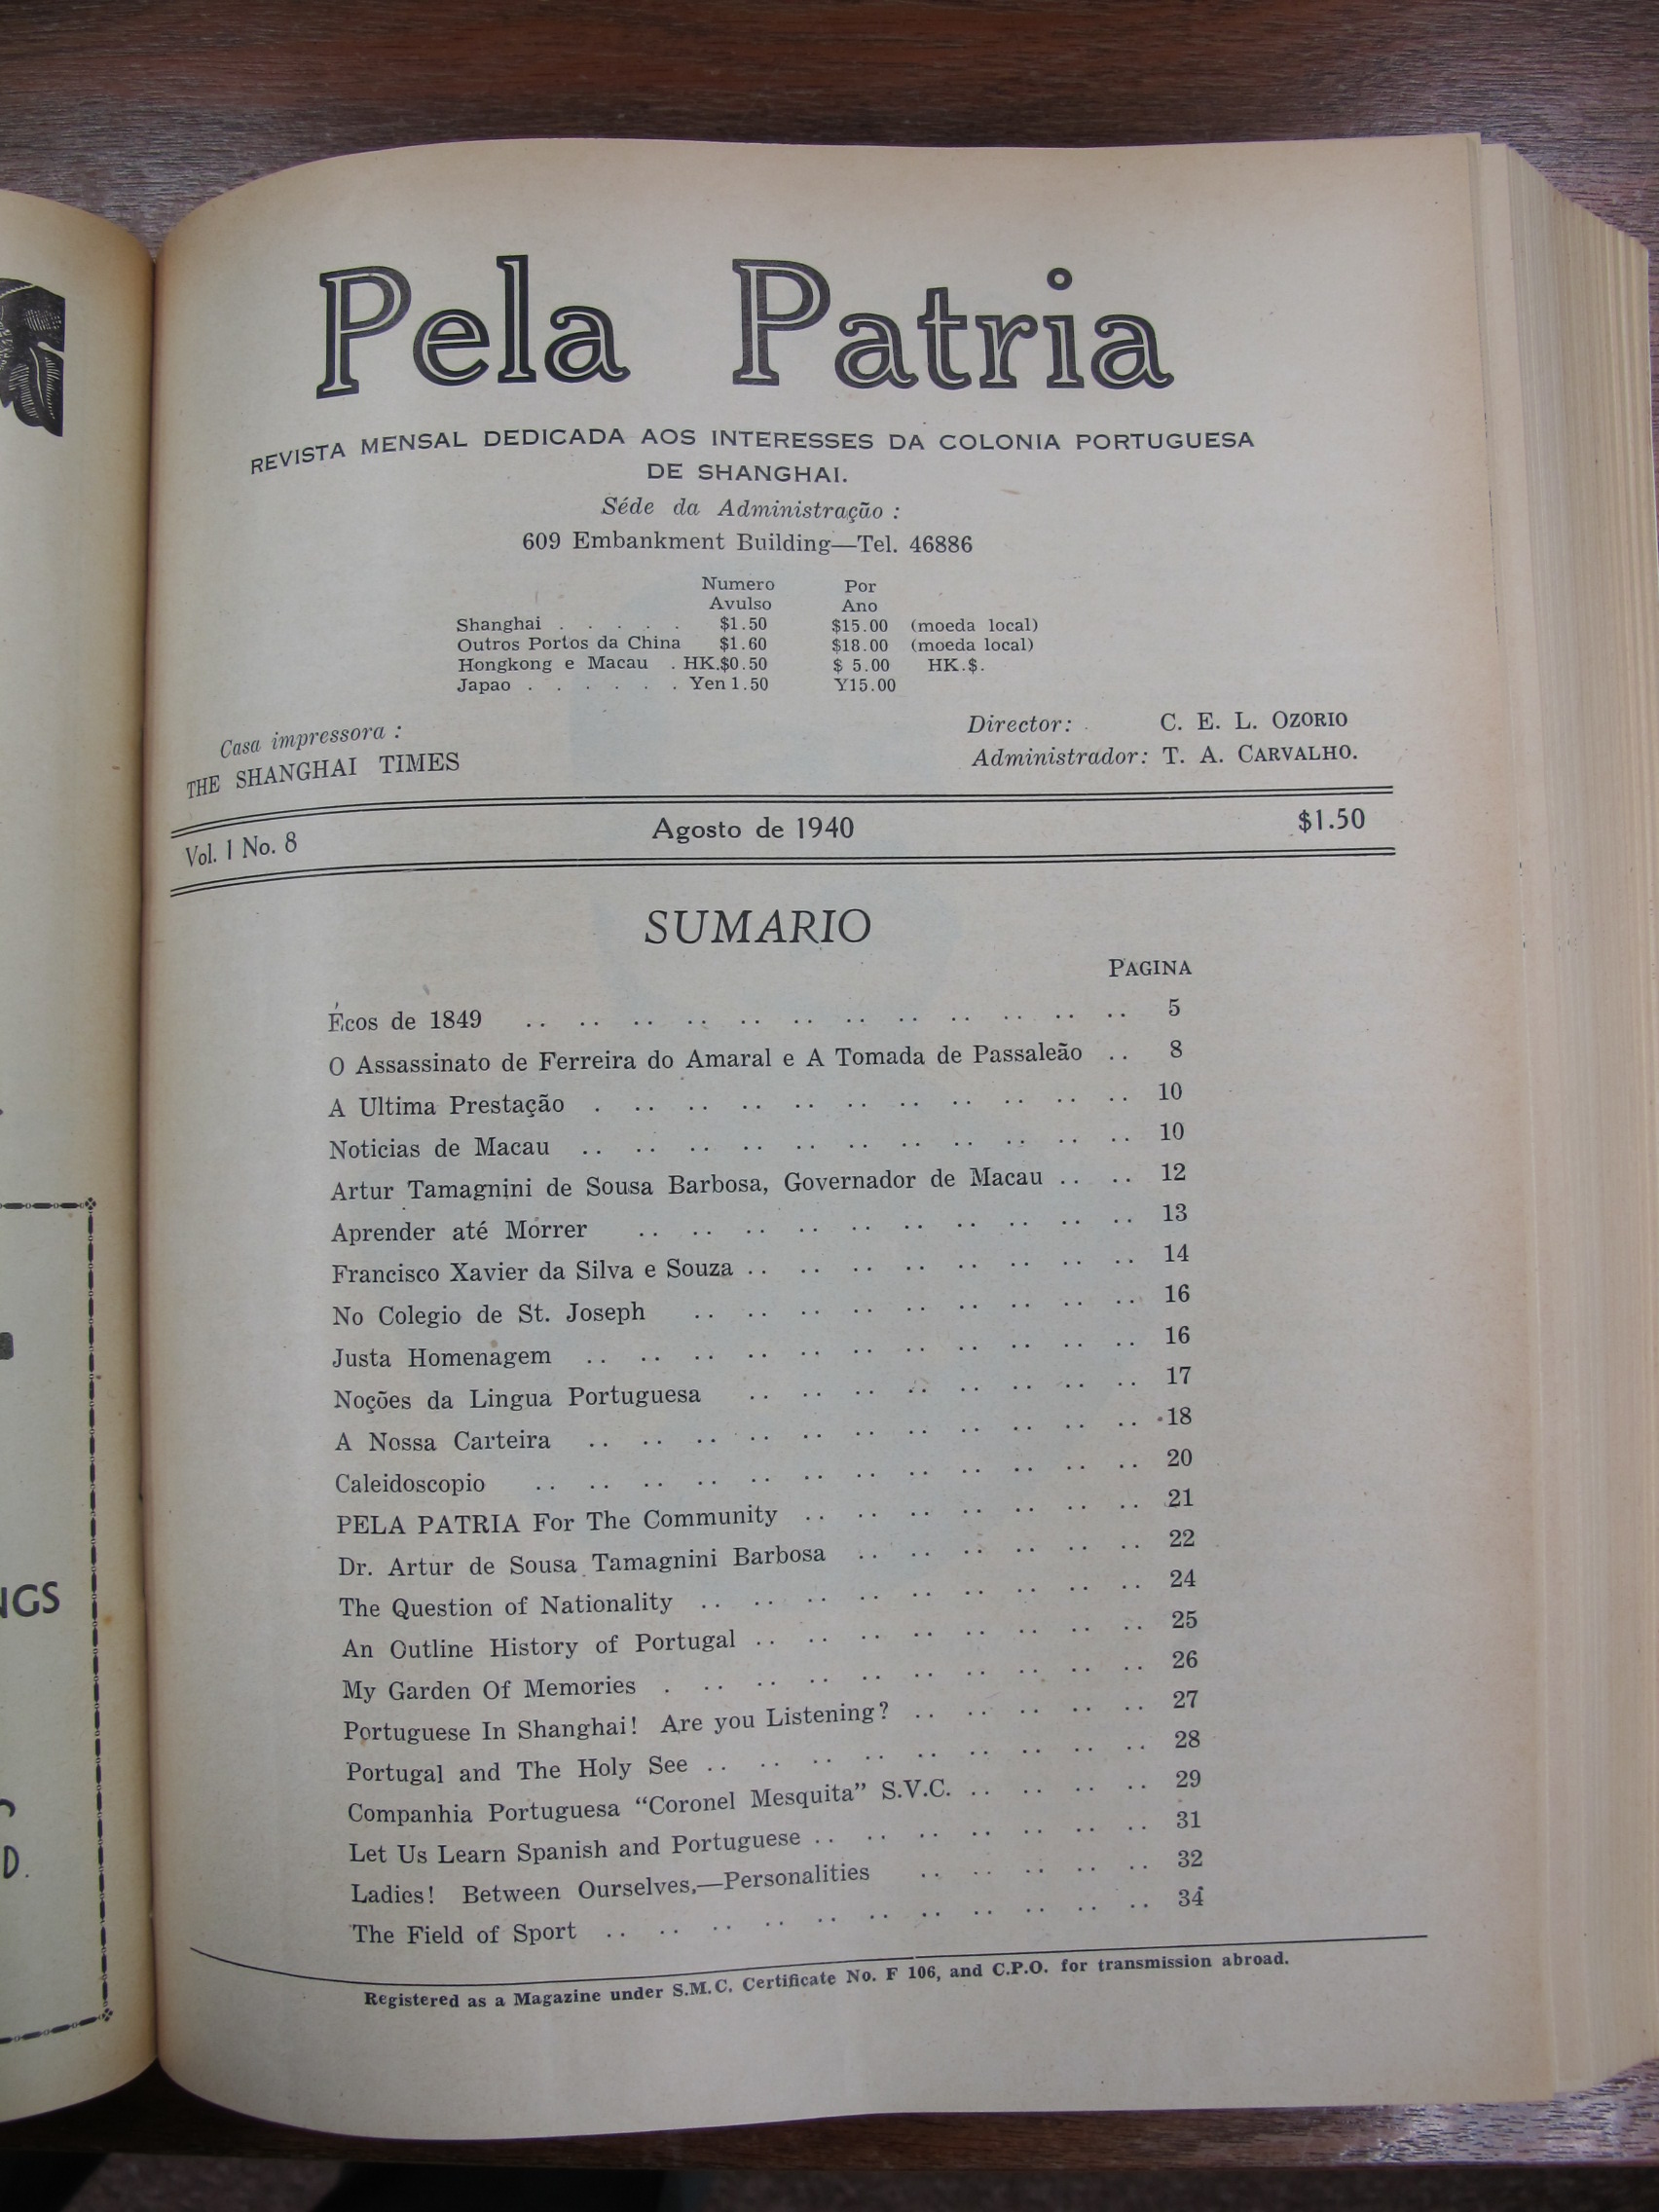 Pela Patria
REVISTA MENSAL DEDICADA AOS INTERESSES DA COLONIA PORTUGUESA
DE SHANGHAI.
Séde da Administração :
609 Embankment Building—Tel. 46886
Numero Por
Avulso Ano
Shanghai . . . . . $1.50 $15.00 (moeda local)
Outros Portos da China $1.60 $18.00 (moeda local)
Hongkong e Macau . HK.$0.50 $ 5.00 HK.$.
Japao . . . . . . Yen 1.50 Y15.00
Casa impressora :
THE SHANGHAI TIMES
Director: C. E. L. OZORIO
Administrador: T. A. CARVALHO.
Vol. 1 No. 8 Agosto de 1940 $1.50
SUMARIO
PAGINA
Écos de 1849 .. .. .. .. .. .. .. .. .. .. .. .. 5
O Assassinato de Ferreira do Amaral e A Tomada de Passaleão .. 8
A Ultima Prestação . .. .. .. .. .. .. .. .. .. .. 10
Noticias de Macau .. .. .. .. .. .. .. .. .. .. .. 10
Artur Tamagnini de Sousa Barbosa, Governador de Macau .. .. 12
Aprender até Morrer .. .. .. .. .. .. .. .. .. .. 13
Francisco Xavier da Silva e Souza .. .. .. .. .. .. .. .. 14
No Colegio de St. Joseph .. .. .. .. .. .. .. .. .. 16
Justa Homenagem .. .. .. .. .. .. .. .. .. .. .. 16
Noções da Lingua Portuguesa .. .. .. .. .. .. .. .. 17
A Nossa Carteira .. .. .. .. .. .. .. .. .. .. .. 18
Caleidoscopio .. .. .. .. .. .. .. .. .. .. .. .. 20
PELA PATRIA For The Community .. .. .. .. .. .. .. 21
Dr. Artur de Sousa Tamagnini Barbosa .. .. .. .. .. .. 22
The Question of Nationality .. .. .. .. .. .. .. .. .. 24
An Outline History of Portugal .. .. .. .. .. .. .. .. 25
My Garden Of Memories . .. .. .. .. .. .. .. .. .. 26
Portuguese In Shanghai! Are you Listening? .. .. .. .. .. 27
Portugal and The Holy See .. .. .. .. .. .. .. .. .. 28
Companhia Portuguesa “Coronel Mesquita” S.V.C. .. .. .. .. 29
Let Us Learn Spanish and Portuguese .. .. .. .. .. .. .. 31
Ladies! Between Ourselves,—Personalities .. .. .. .. .. 32
The Field of Sport .. .. .. .. .. .. .. .. .. .. .. 34
Registered as a Magazine under S.M.C. Certificate No. F 106, and C.P.O. for transmission abroad.